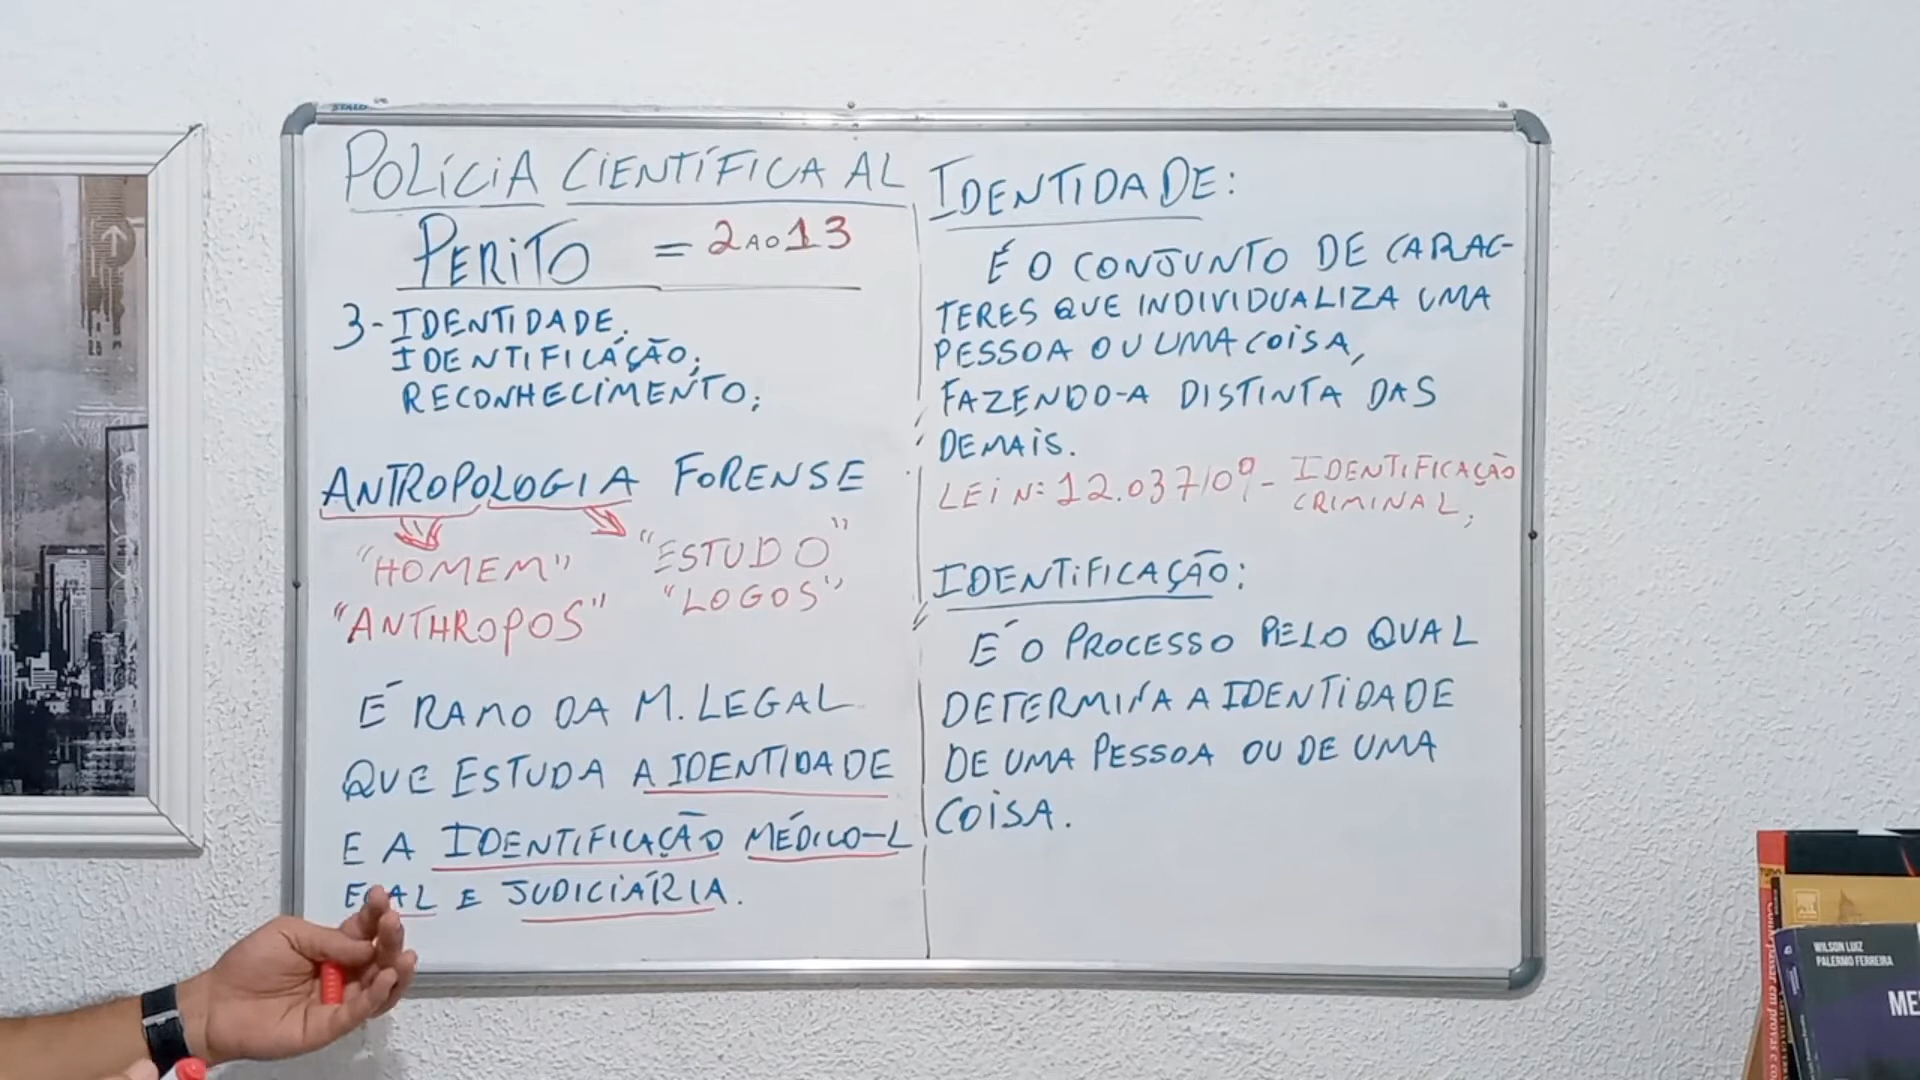 POLÍCIA CIENTÍFICA AL
PERITO = 2 AO 13
3-IDENTIDADE.
IDENTIFICAÇÃO;
RECONHECIMENTO;
ANTROPOLOGIA FORENSE
"HOMEM"
"ANTHROPOS"
"ESTUDO"
"LOGOS"
É RAMO DA M. LEGAL
QUE ESTUDA A IDENTIDADE
E A IDENTIFICAÇÃO MÉDICO-L
EGAL E JUDICIÁRIA.
IDENTIDADE:
É O CONJUNTO DE CARAC-
TERES QUE INDIVIDUALIZA UMA
PESSOA OU UMA COISA,
FAZENDO-A DISTINTA DAS
DEMAIS.
LEI Nº: 12.037/09 - IDENTIFICAÇÃO
CRIMINAL;
IDENTIFICAÇÃO:
É O PROCESSO PELO QUAL
DETERMINA A IDENTIDADE
DE UMA PESSOA OU DE UMA
COISA.
WILSON LUIZ
PALERMO FERREIRA
ME